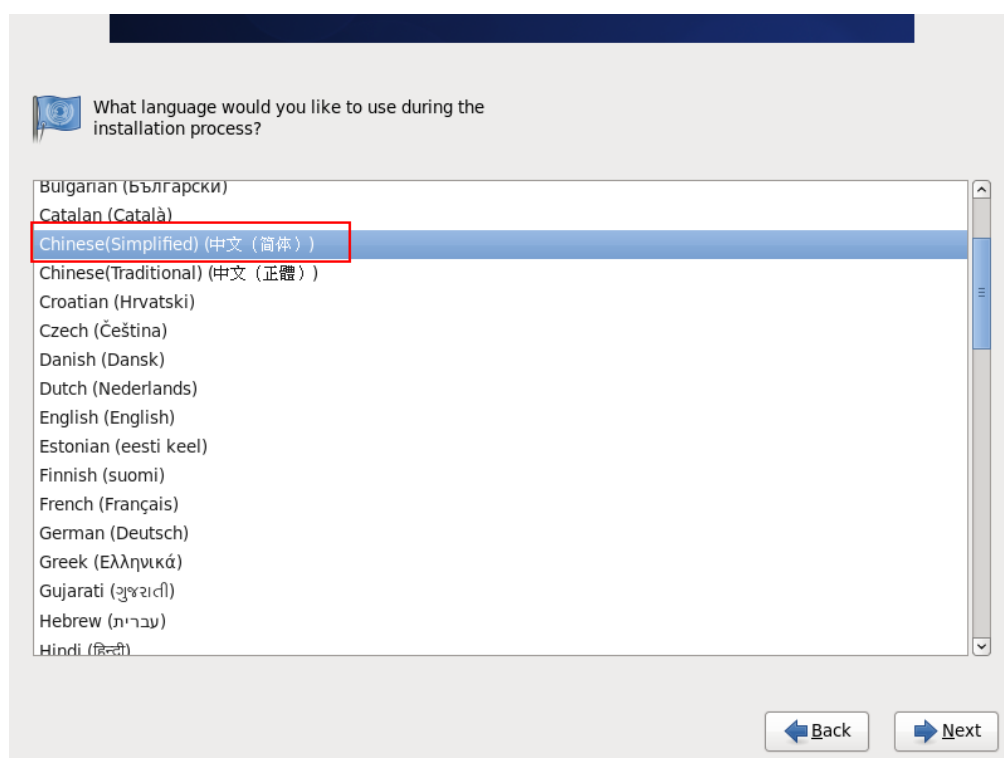 What language would you like to use during the
installation process?
Bulgarian (Български)
Catalan (Català)
Chinese(Simplified) (中文（简体）)
Chinese(Traditional) (中文（正體）)
Croatian (Hrvatski)
Czech (Čeština)
Danish (Dansk)
Dutch (Nederlands)
English (English)
Estonian (eesti keel)
Finnish (suomi)
French (Français)
German (Deutsch)
Greek (Ελληνικά)
Gujarati (ગુજરાતી)
Hebrew (עברית)
Hindi (हिन्दी)
Back
Next